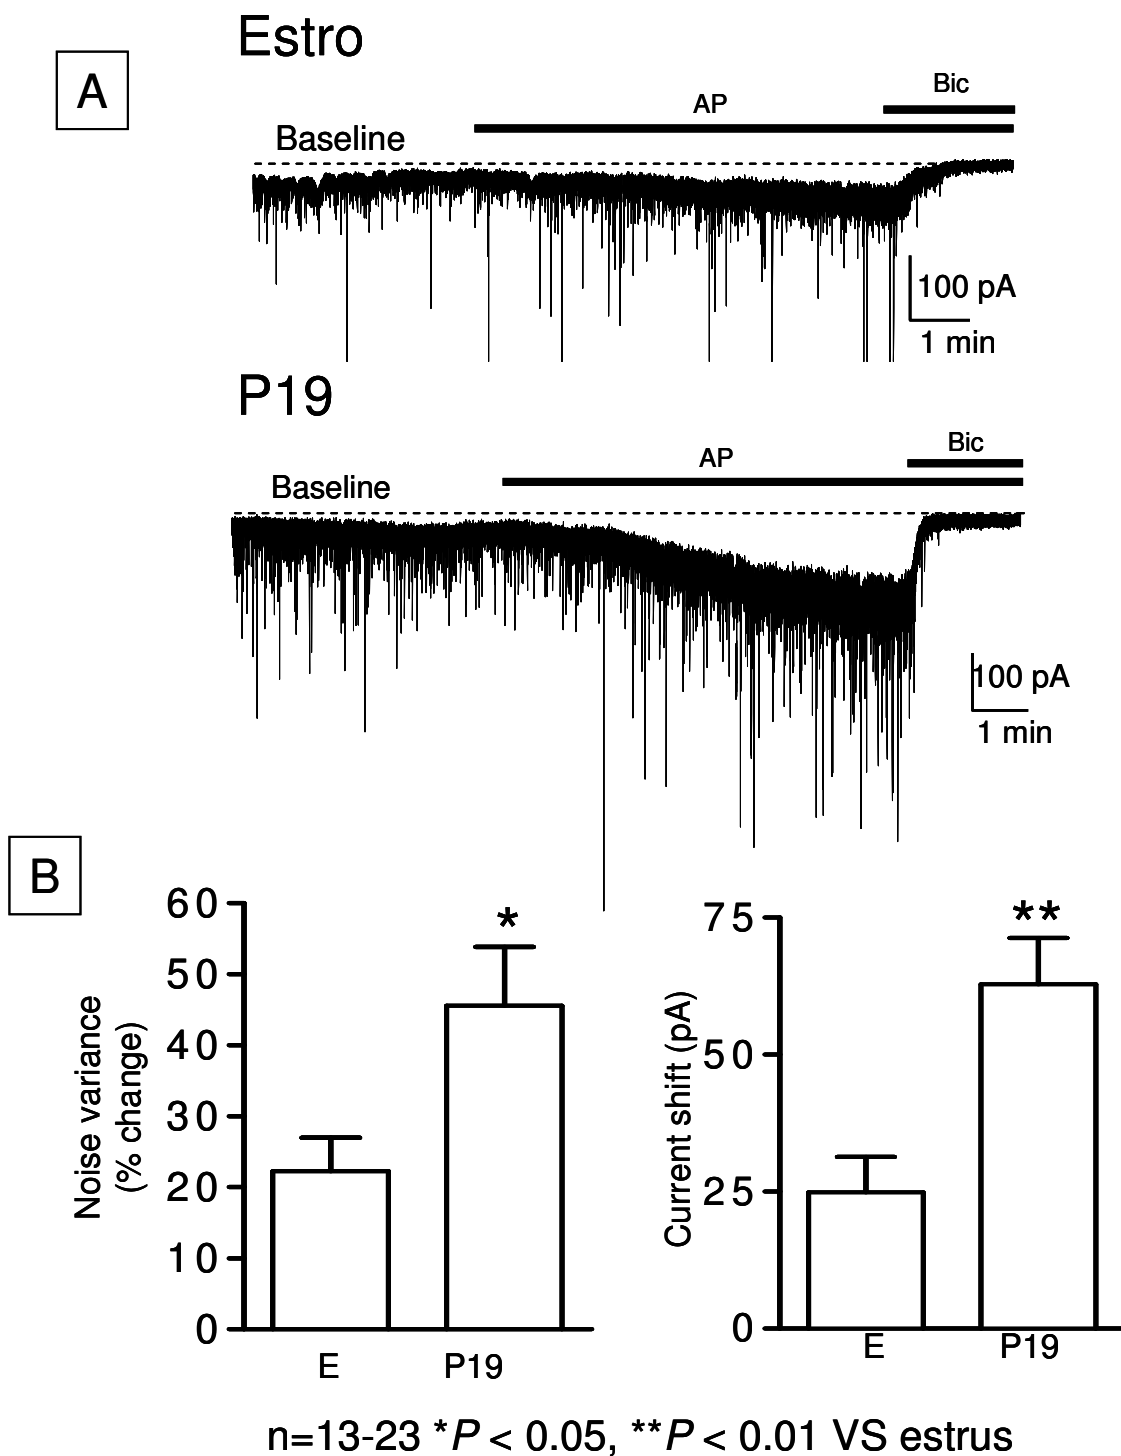 Estro
A
Bic
AP
Baseline
100 pA
1 min
P19
Bic
AP
Baseline
100 pA
1 min
B
Noise variance
(% change)
60
50
40
30
20
10
0
*
E
P19
Current shift (pA)
75
50
25
0
**
E
P19
n=13-23 *P < 0.05, **P < 0.01 VS estrus